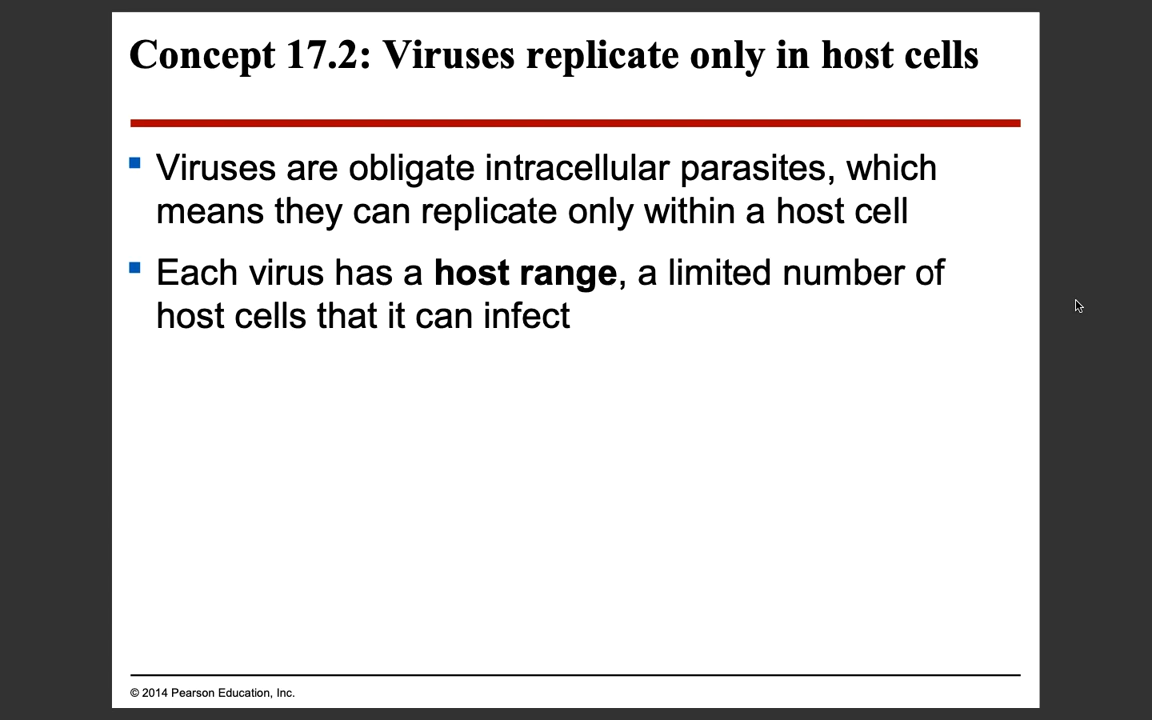 Concept 17.2: Viruses replicate only in host cells
Viruses are obligate intracellular parasites, which
means they can replicate only within a host cell
Each virus has a host range, a limited number of
host cells that it can infect
© 2014 Pearson Education, Inc.